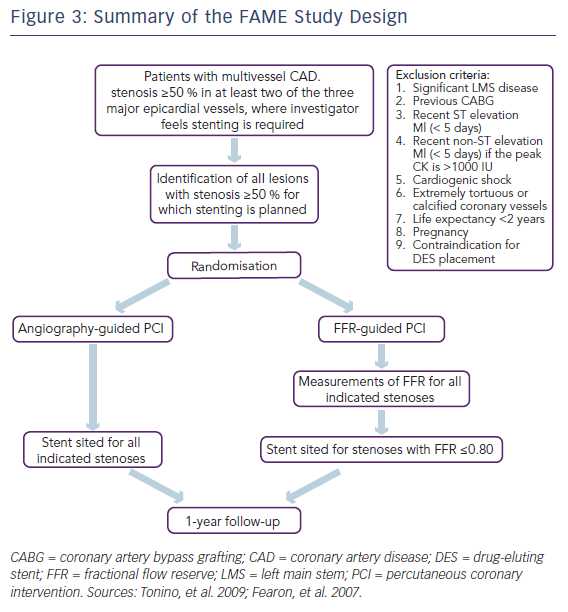 Figure 3: Summary of the FAME Study Design
Patients with multivessel CAD.
stenosis ≥50 % in at least two of the three
major epicardial vessels, where investigator
feels stenting is required
Exclusion criteria:
1. Significant LMS disease
2. Previous CABG
3. Recent ST elevation
MI (< 5 days)
4. Recent non-ST elevation
MI (< 5 days) if the peak
CK is >1000 IU
5. Cardiogenic shock
6. Extremely tortuous or
calcified coronary vessels
7. Life expectancy <2 years
8. Pregnancy
9. Contraindication for
DES placement
Identification of all lesions
with stenosis ≥50 % for
which stenting is planned
Randomisation
Angiography-guided PCI
FFR-guided PCI
Measurements of FFR for all
indicated stenoses
Stent sited for all
indicated stenoses
Stent sited for stenoses with FFR ≤0.80
1-year follow-up
CABG = coronary artery bypass grafting; CAD = coronary artery disease; DES = drug-eluting
stent; FFR = fractional flow reserve; LMS = left main stem; PCI = percutaneous coronary
intervention. Sources: Tonino, et al. 2009; Fearon, et al. 2007.